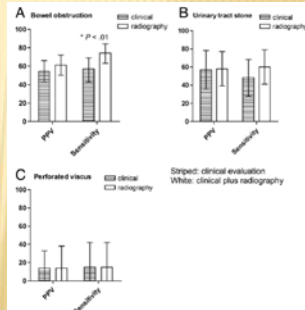 A Bowel obstruction
* P < .01
clinical
radiography
100
80
60
40
20
0
PPV
Sensitivity
B Urinary tract stone
clinical
radiography
100
80
60
40
20
0
PPV
Sensitivity
C Perforated viscus
clinical
radiography
100
80
60
40
20
0
PPV
Sensitivity
Striped: clinical evaluation
White: clinical plus radiography